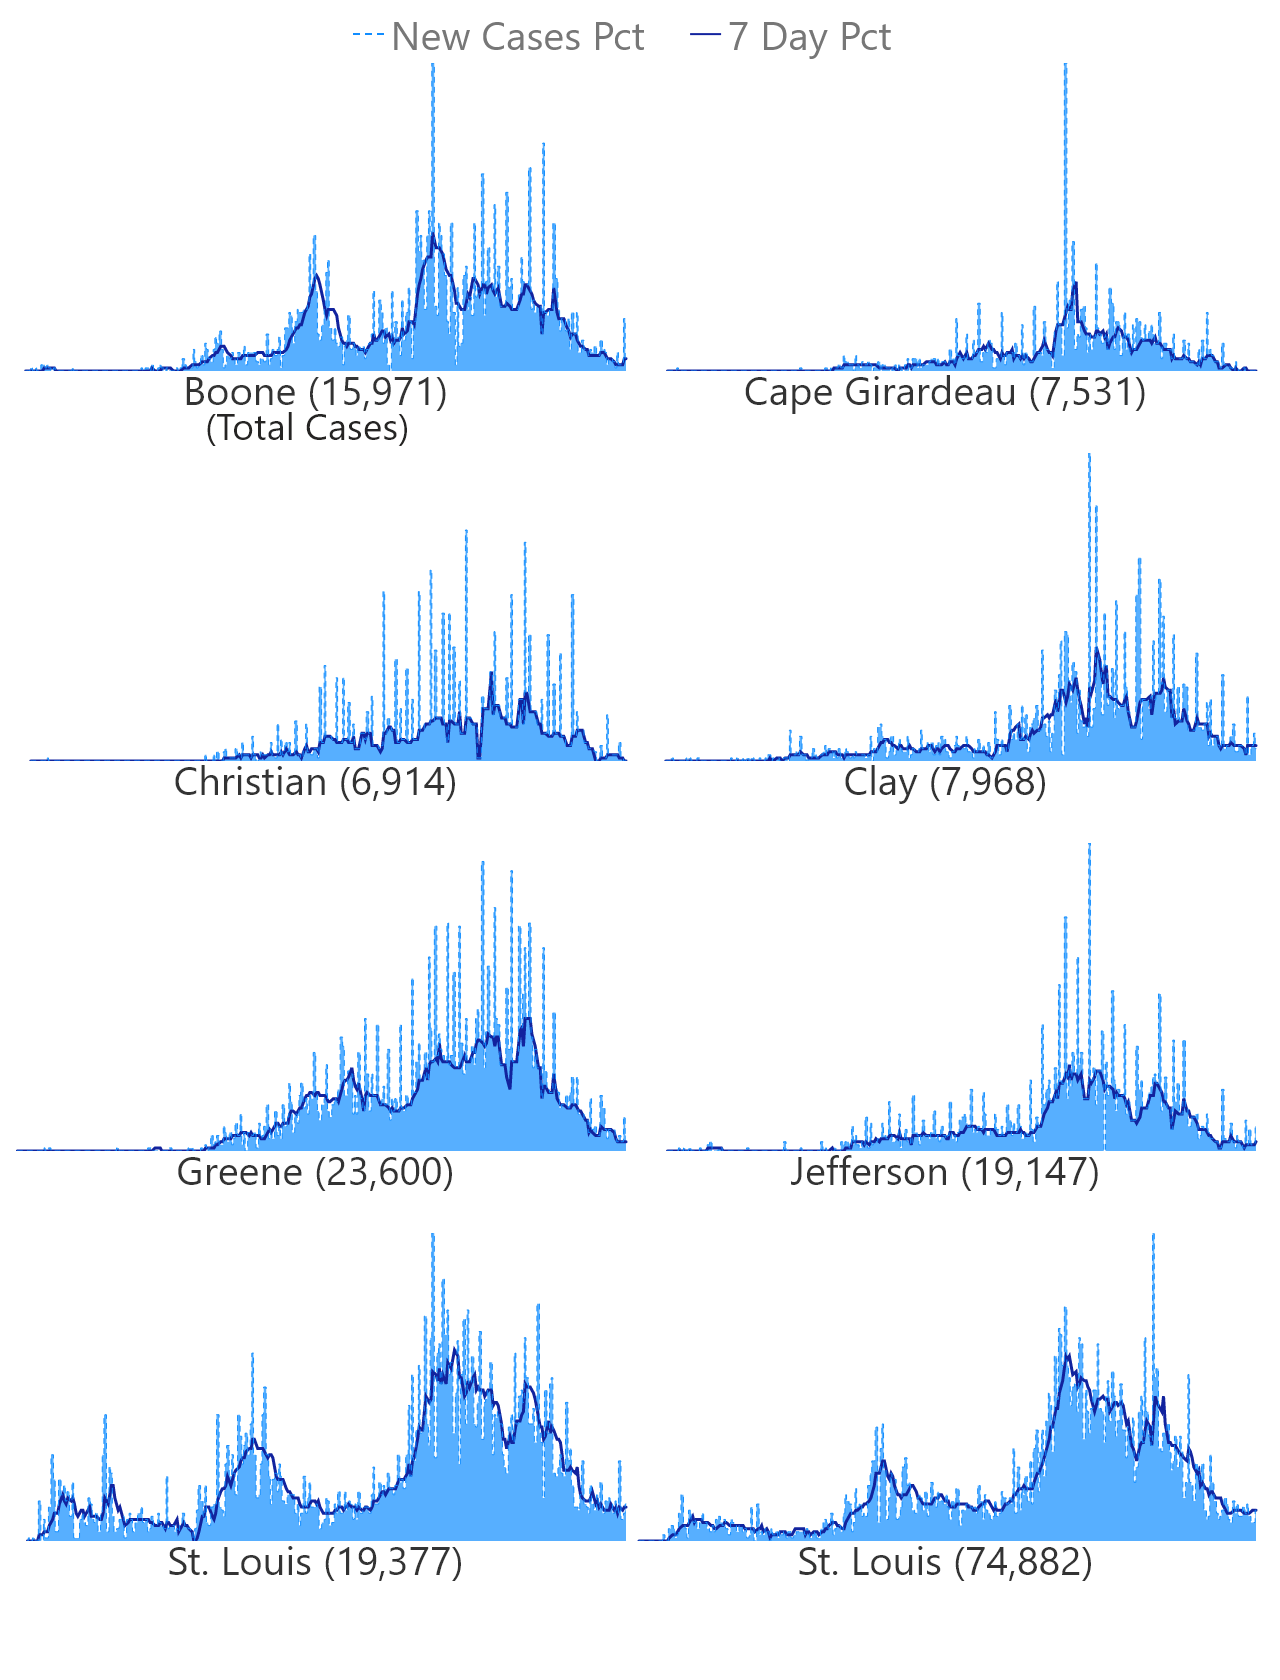 New Cases Pct 7 Day Pct
Boone (15,971) Cape Girardeau (7,531)
(Total Cases)
Christian (6,914) Clay (7,968)
Greene (23,600) Jefferson (19,147)
St. Louis (19,377) St. Louis (74,882)